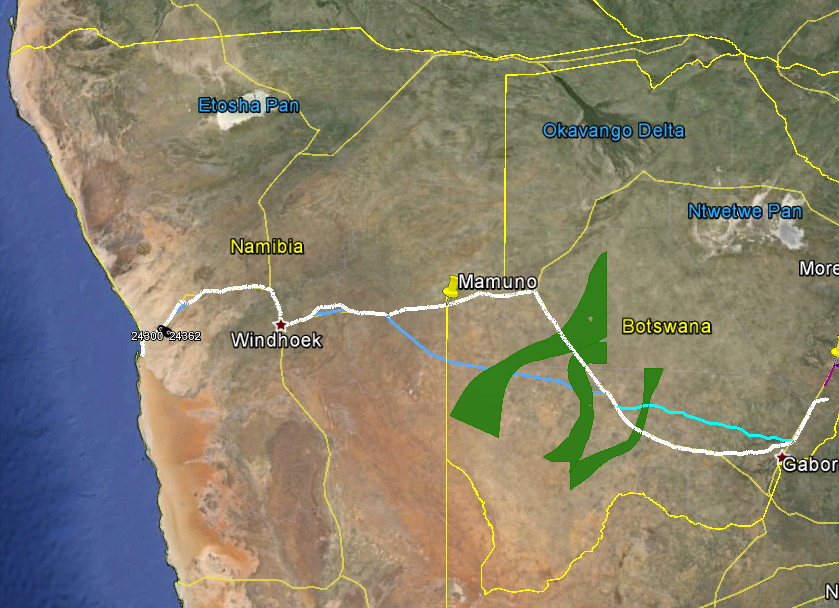 Etosha Pan
Okavango Delta
Ntwetwe Pan
Namibia
More
Mamuno
24300 24362
Windhoek
Botswana
Gabor
N